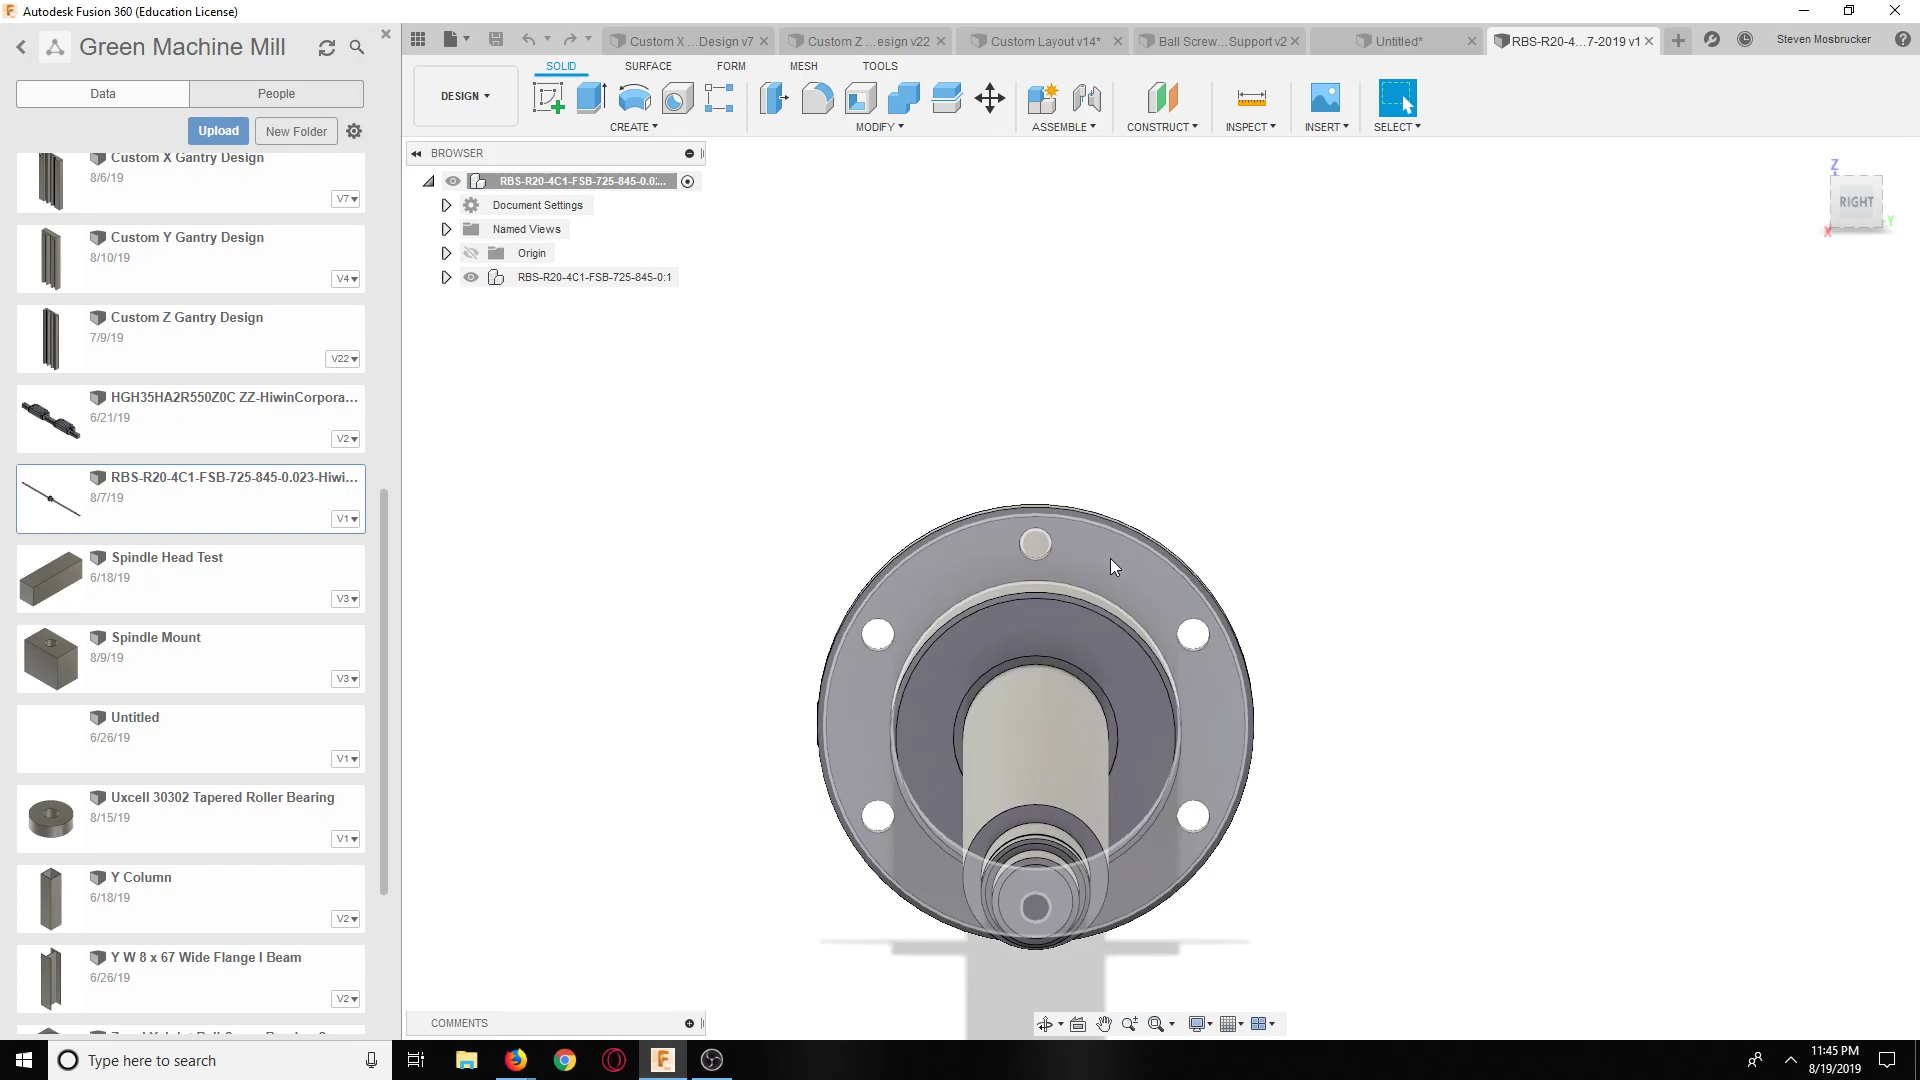 Autodesk Fusion 360 (Education License)
Green Machine Mill
Data
People
Upload
New Folder
Custom X Gantry Design
8/6/19
V7
Custom Y Gantry Design
8/10/19
V4
Custom Z Gantry Design
7/9/19
V22
HGH35HA2R550Z0C ZZ-HiwinCorpora...
6/21/19
V2
RBS-R20-4C1-FSB-725-845-0.023-Hiwi...
8/7/19
V1
Spindle Head Test
6/18/19
V3
Spindle Mount
8/9/19
V3
Untitled
6/26/19
V1
Uxcell 30302 Tapered Roller Bearing
8/15/19
V1
Y Column
6/18/19
V2
Y W 8 x 67 Wide Flange I Beam
6/26/19
V2
Custom X ...Design v7
Custom Z ...esign v22
Custom Layout v14*
Ball Screw...Support v2
Untitled*
RBS-R20-4...7-2019 v1
Steven Mosbrucker
SOLID
SURFACE
FORM
MESH
TOOLS
DESIGN
CREATE
MODIFY
ASSEMBLE
CONSTRUCT
INSPECT
INSERT
SELECT
BROWSER
RBS-R20-4C1-FSB-725-845-0.0...
Document Settings
Named Views
Origin
RBS-R20-4C1-FSB-725-845-0:1
Z
RIGHT
Y
X
COMMENTS
Type here to search
11:45 PM
8/19/2019